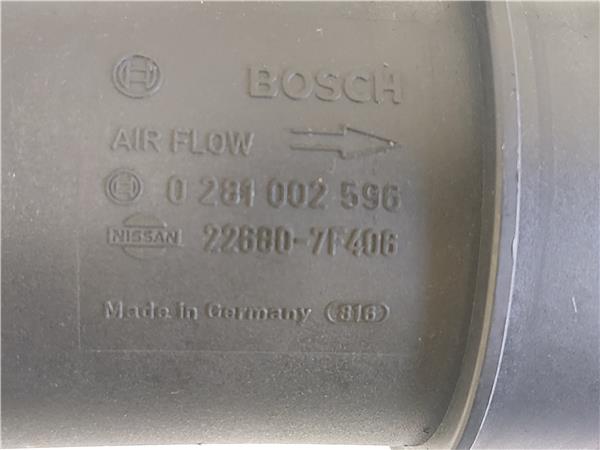 BOSCH
AIR FLOW
0 281 002 596
NISSAN 22680-7F406
Made in Germany (816)